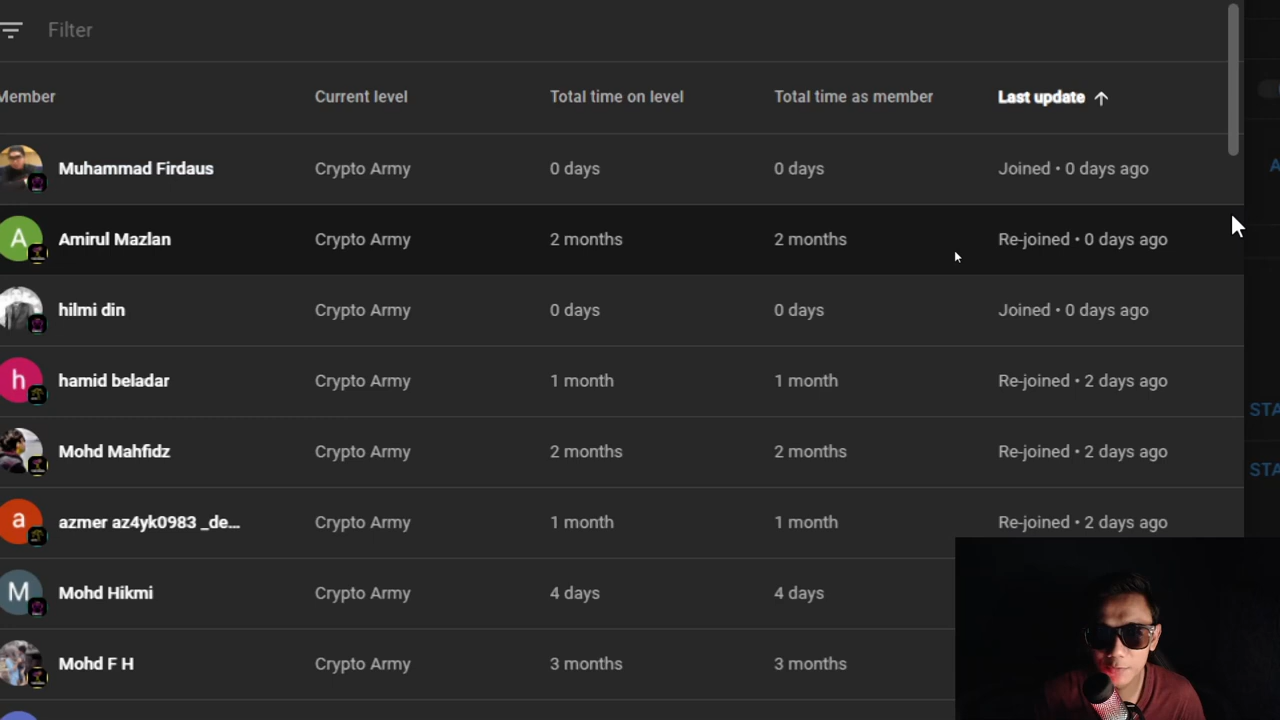 Filter
Member Current level Total time on level Total time as member Last update
Muhammad Firdaus Crypto Army 0 days 0 days Joined • 0 days ago
A Amirul Mazlan Crypto Army 2 months 2 months Re-joined • 0 days ago
hilmi din Crypto Army 0 days 0 days Joined • 0 days ago
h hamid beladar Crypto Army 1 month 1 month Re-joined • 2 days ago
Mohd Mahfidz Crypto Army 2 months 2 months Re-joined • 2 days ago
a azmer az4yk0983 _de... Crypto Army 1 month 1 month Re-joined • 2 days ago
M Mohd Hikmi Crypto Army 4 days 4 days
Mohd F H Crypto Army 3 months 3 months